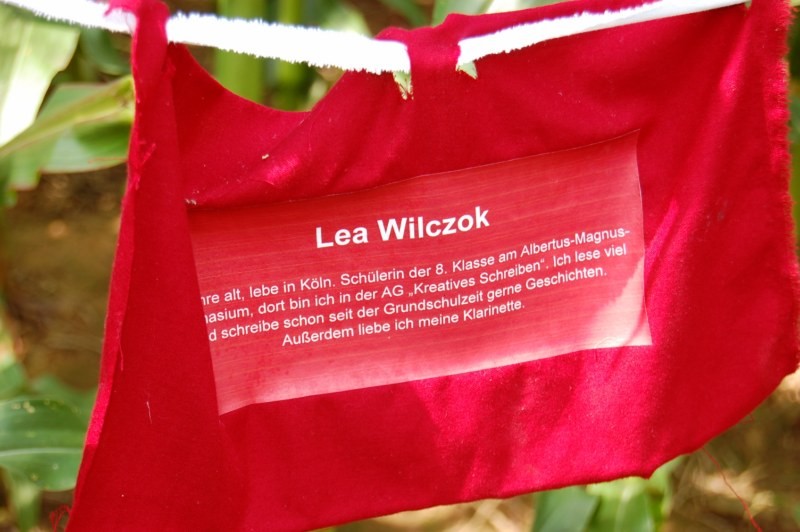 Lea Wilczok
hre alt, lebe in Köln. Schülerin der 8. Klasse am Albertus-Magnus-
nasium, dort bin ich in der AG „Kreatives Schreiben“. Ich lese viel
d schreibe schon seit der Grundschulzeit gerne Geschichten.
Außerdem liebe ich meine Klarinette.